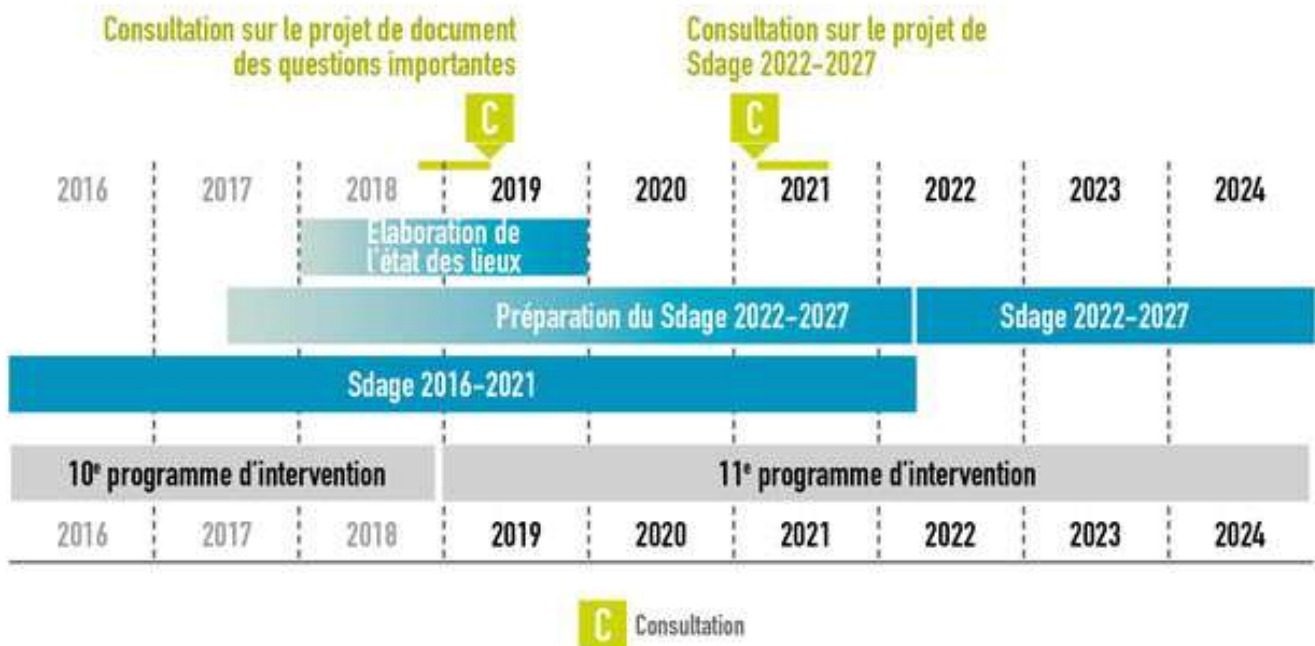 Consultation sur le projet de document
des questions importantes
Consultation sur le projet de
Sdage 2022-2027
C
C
2016 2017 2018 2019 2020 2021 2022 2023 2024
Elaboration de
l'état des lieux
Préparation du Sdage 2022-2027
Sdage 2022-2027
Sdage 2016-2021
10e programme d'intervention
11e programme d'intervention
2016 2017 2018 2019 2020 2021 2022 2023 2024
C Consultation